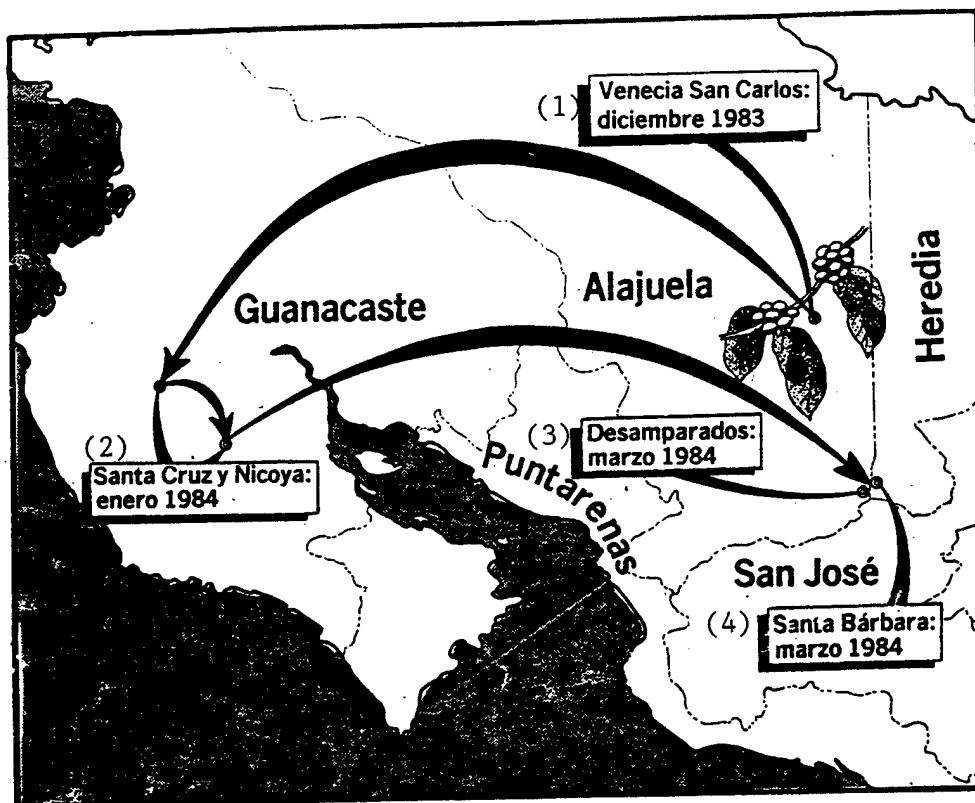 (1)
Venecia San Carlos:
diciembre 1983
Guanacaste
Alajuela
Heredia
(2)
Santa Cruz y Nicoya:
enero 1984
(3)
Desamparados:
marzo 1984
Puntarenas
San José
(4)
Santa Bárbara:
marzo 1984